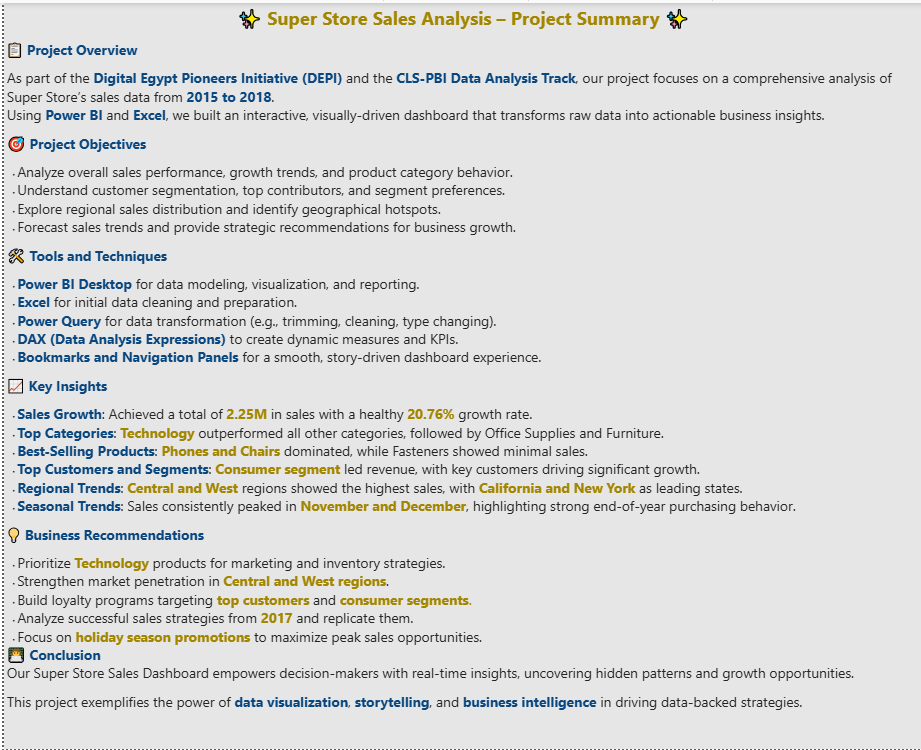 ✨ Super Store Sales Analysis – Project Summary ✨
📋 Project Overview
As part of the Digital Egypt Pioneers Initiative (DEPI) and the CLS-PBI Data Analysis Track, our project focuses on a comprehensive analysis of
Super Store's sales data from 2015 to 2018.
Using Power BI and Excel, we built an interactive, visually-driven dashboard that transforms raw data into actionable business insights.
🎯 Project Objectives
· Analyze overall sales performance, growth trends, and product category behavior.
· Understand customer segmentation, top contributors, and segment preferences.
· Explore regional sales distribution and identify geographical hotspots.
· Forecast sales trends and provide strategic recommendations for business growth.
🛠 Tools and Techniques
· Power BI Desktop for data modeling, visualization, and reporting.
· Excel for initial data cleaning and preparation.
· Power Query for data transformation (e.g., trimming, cleaning, type changing).
· DAX (Data Analysis Expressions) to create dynamic measures and KPIs.
· Bookmarks and Navigation Panels for a smooth, story-driven dashboard experience.
📈 Key Insights
· Sales Growth: Achieved a total of 2.25M in sales with a healthy 20.76% growth rate.
· Top Categories: Technology outperformed all other categories, followed by Office Supplies and Furniture.
· Best-Selling Products: Phones and Chairs dominated, while Fasteners showed minimal sales.
· Top Customers and Segments: Consumer segment led revenue, with key customers driving significant growth.
· Regional Trends: Central and West regions showed the highest sales, with California and New York as leading states.
· Seasonal Trends: Sales consistently peaked in November and December, highlighting strong end-of-year purchasing behavior.
💡 Business Recommendations
· Prioritize Technology products for marketing and inventory strategies.
· Strengthen market penetration in Central and West regions.
· Build loyalty programs targeting top customers and consumer segments.
· Analyze successful sales strategies from 2017 and replicate them.
· Focus on holiday season promotions to maximize peak sales opportunities.
Conclusion
Our Super Store Sales Dashboard empowers decision-makers with real-time insights, uncovering hidden patterns and growth opportunities.
This project exemplifies the power of data visualization, storytelling, and business intelligence in driving data-backed strategies.